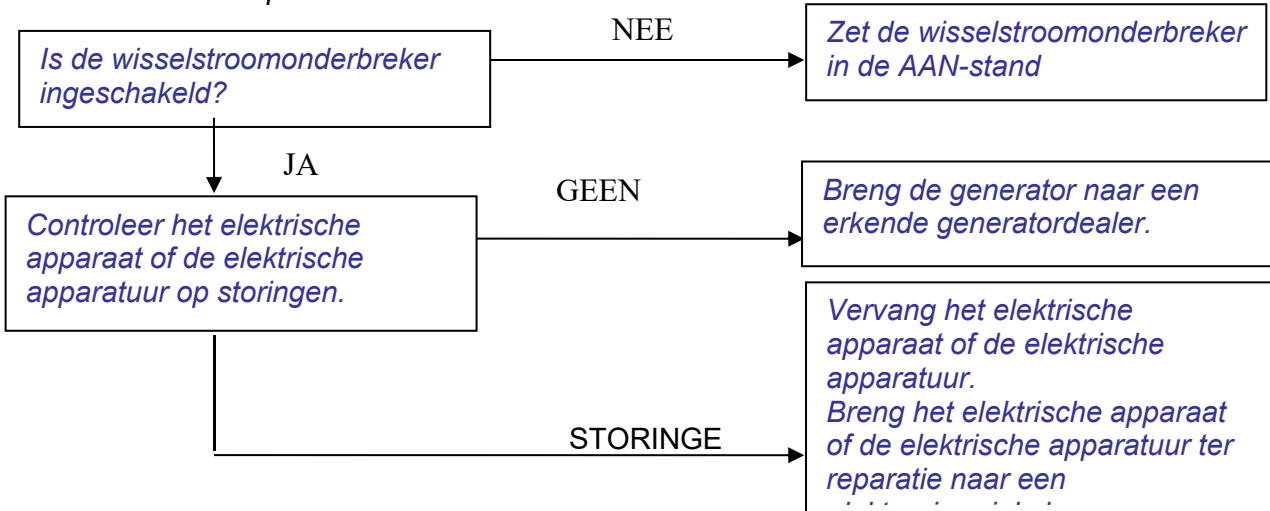 NEE
Is de wisselstroomonderbreker
ingeschakeld?
Zet de wisselstroomonderbreker
in de AAN-stand
JA
GEEN
Controleer het elektrische
apparaat of de elektrische
apparatuur op storingen.
Breng de generator naar een
erkende generatordealer.
Vervang het elektrische
apparaat of de elektrische
apparatuur.
Breng het elektrische apparaat
of de elektrische apparatuur ter
reparatie naar een
STORINGE